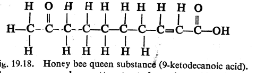 H O H H H H H H H O
H–C–C–C–C–C–C–C–C=C–C–OH
H H H H H H
ig. 19.18. Honey bee queen substance (9-ketodecanoic acid).